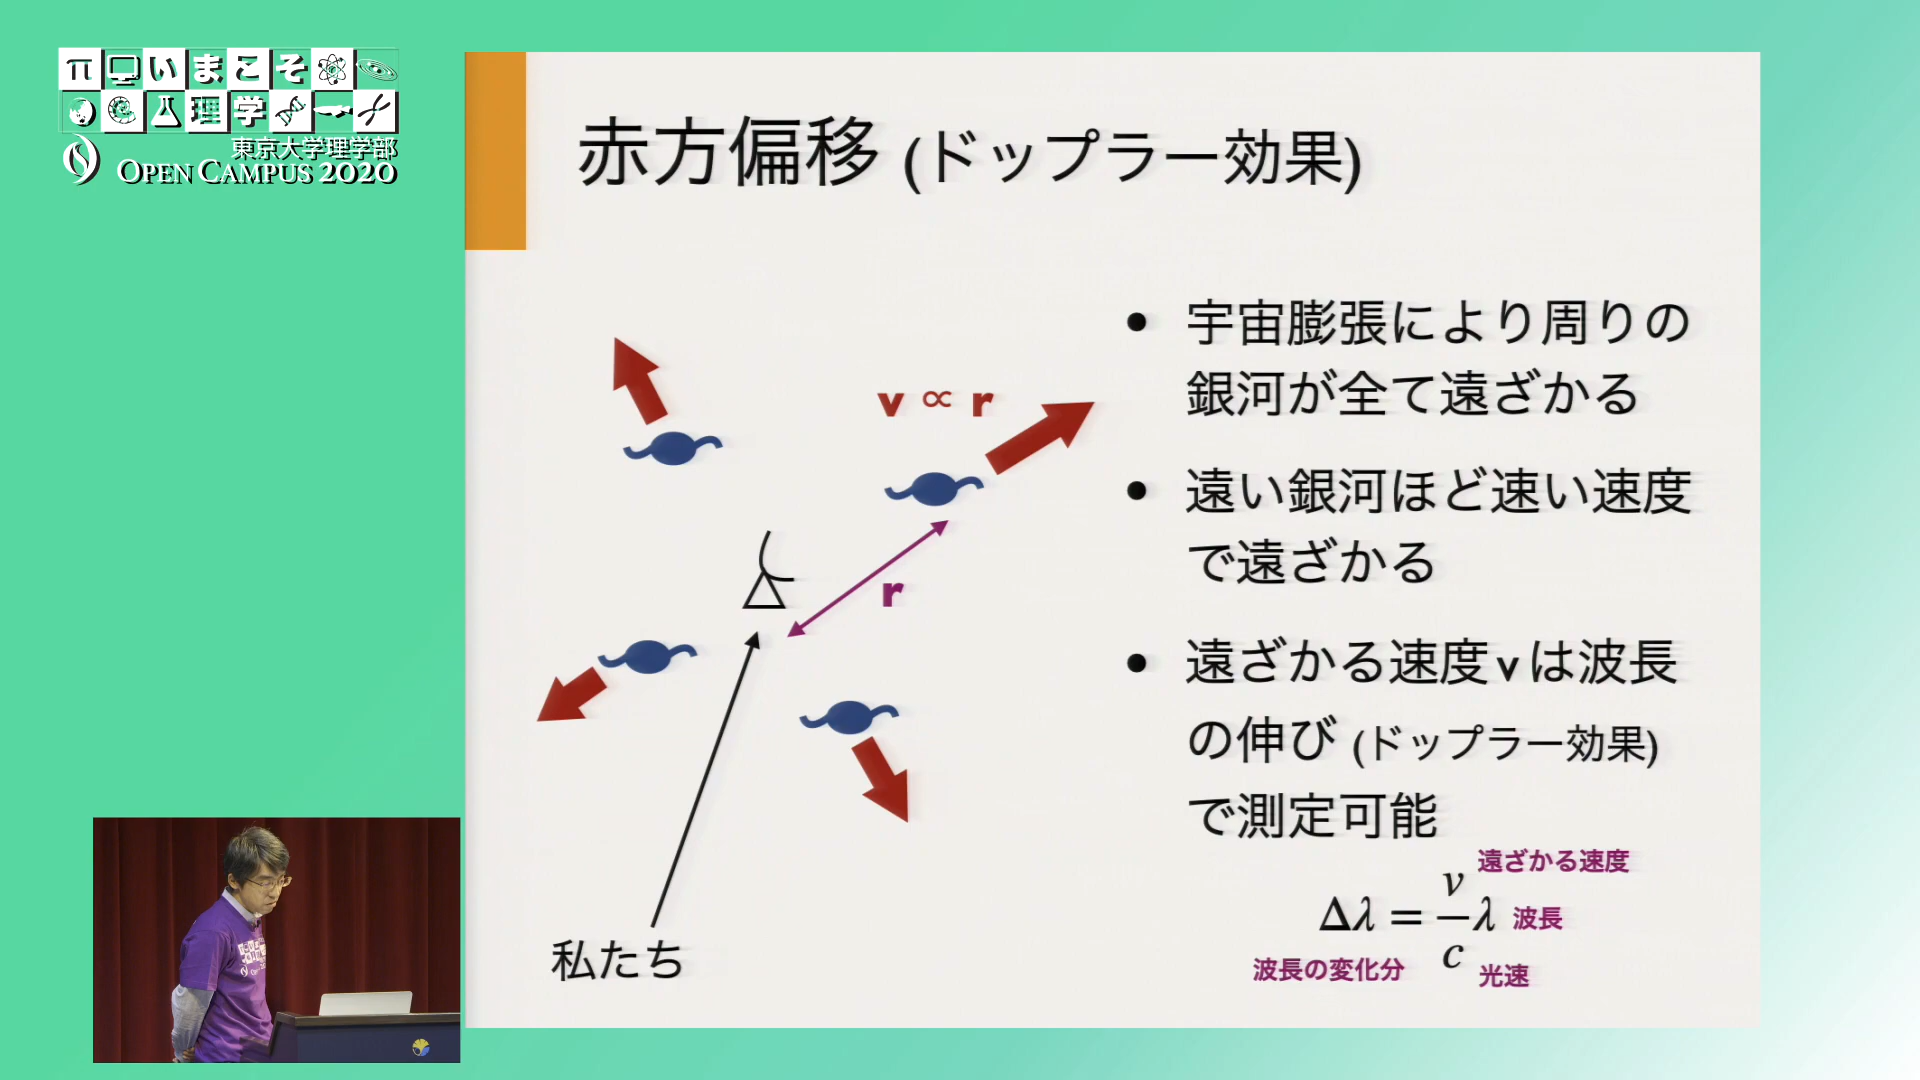 π いまこそ
理学
東京大学理学部
OPEN CAMPUS 2020
赤方偏移 (ドップラー効果)
v ∝ r
r
私たち
• 宇宙膨張により周りの
銀河が全て遠ざかる
• 遠い銀河ほど速い速度
で遠ざかる
• 遠ざかる速度vは波長
の伸び (ドップラー効果)
で測定可能
遠ざかる速度
Δλ = v/c λ 波長
波長の変化分
光速